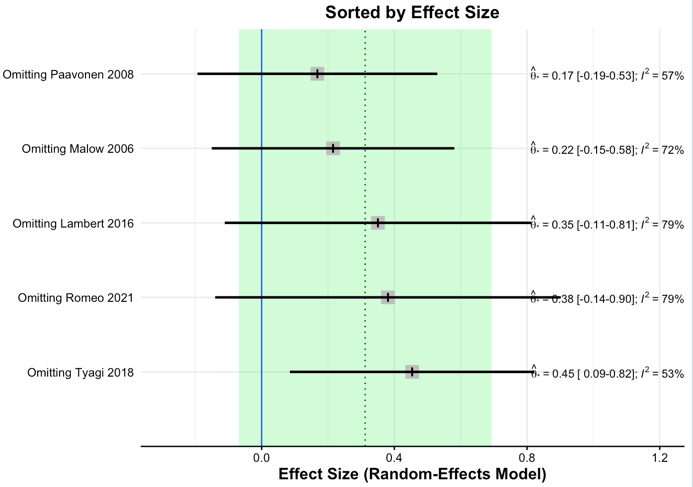 Sorted by Effect Size
Omitting Paavonen 2008
θ̂* = 0.17 [-0.19-0.53]; I² = 57%
Omitting Malow 2006
θ̂* = 0.22 [-0.15-0.58]; I² = 72%
Omitting Lambert 2016
θ̂* = 0.35 [-0.11-0.81]; I² = 79%
Omitting Romeo 2021
θ̂* = 0.38 [-0.14-0.90]; I² = 79%
Omitting Tyagi 2018
θ̂* = 0.45 [ 0.09-0.82]; I² = 53%
0.0 0.4 0.8 1.2
Effect Size (Random-Effects Model)